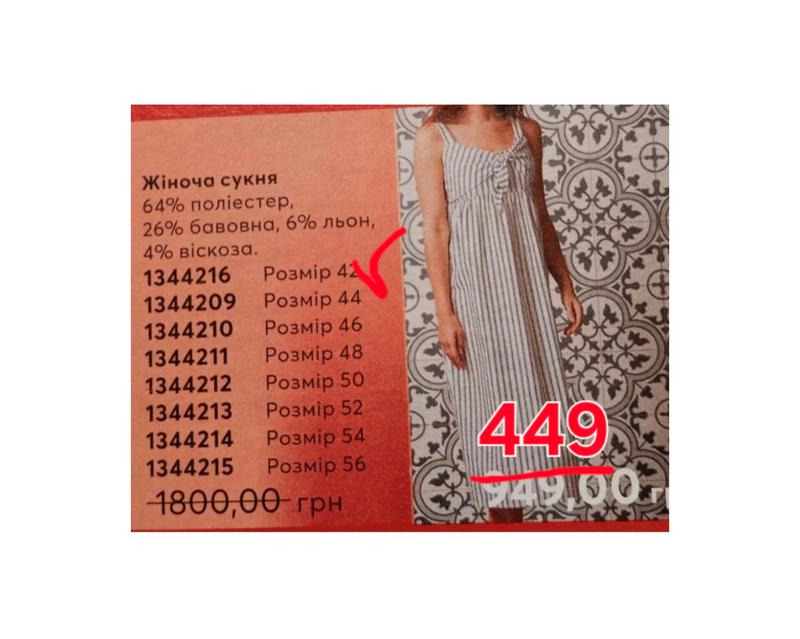 Жіноча сукня
64% поліестер,
26% бавовна, 6% льон,
4% віскоза.
1344216 Розмір 42
1344209 Розмір 44
1344210 Розмір 46
1344211 Розмір 48
1344212 Розмір 50
1344213 Розмір 52
1344214 Розмір 54
1344215 Розмір 56
1800,00 грн
449
949,00